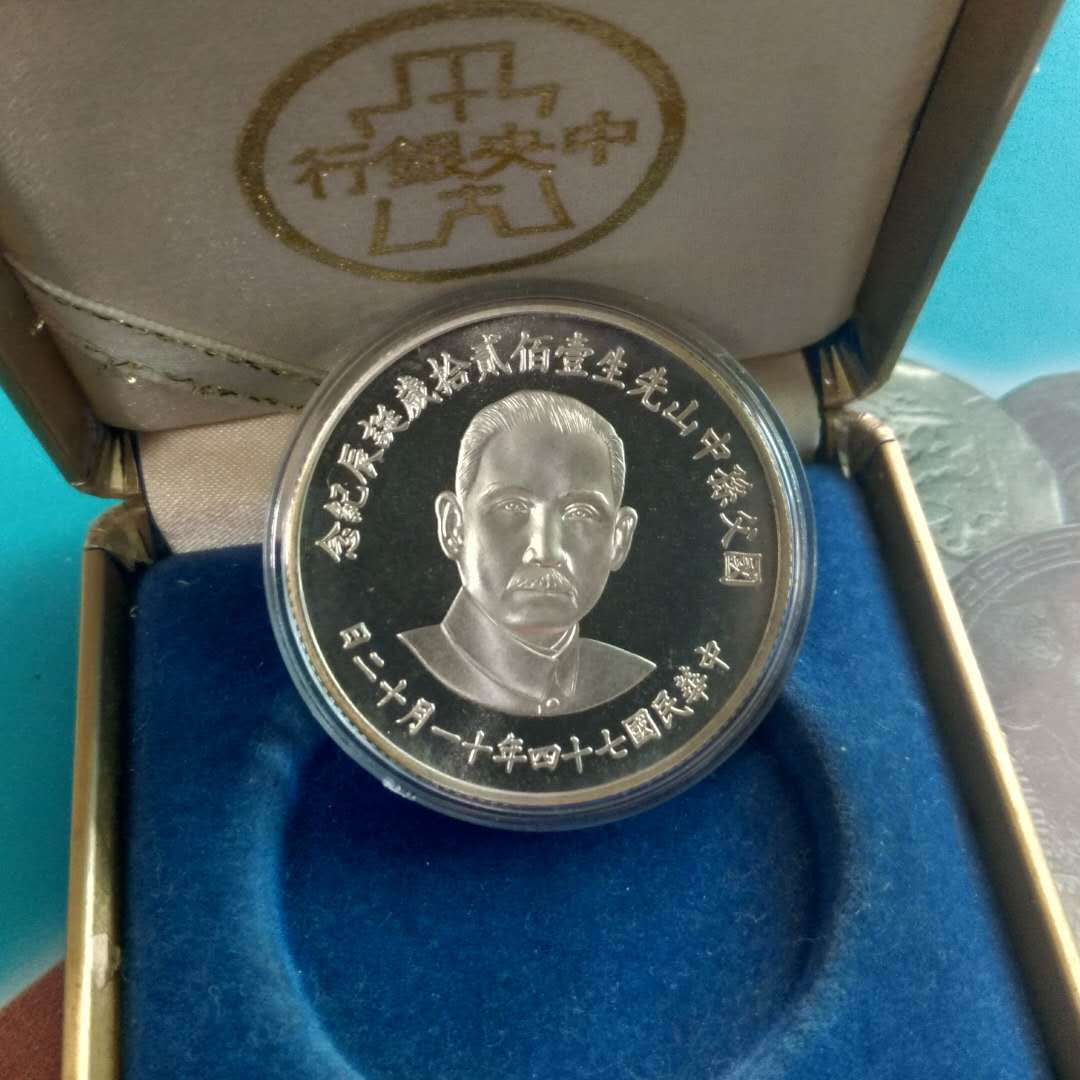 中央銀行
國父孫中山先生壹佰貳拾歲誕辰紀念
中華民國七十四年十一月十二日